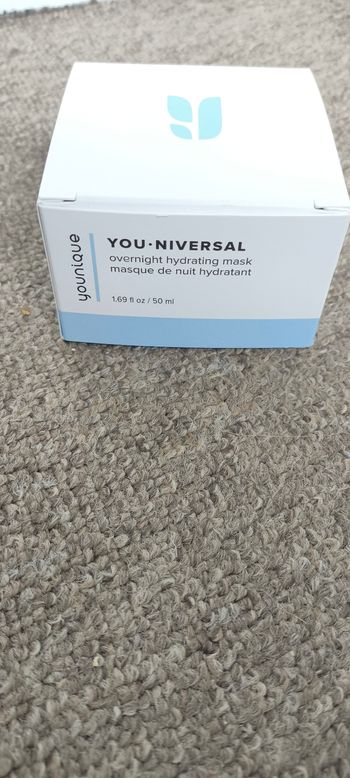 younique
YOU·NIVERSAL
overnight hydrating mask
masque de nuit hydratant
1.69 fl oz / 50 ml